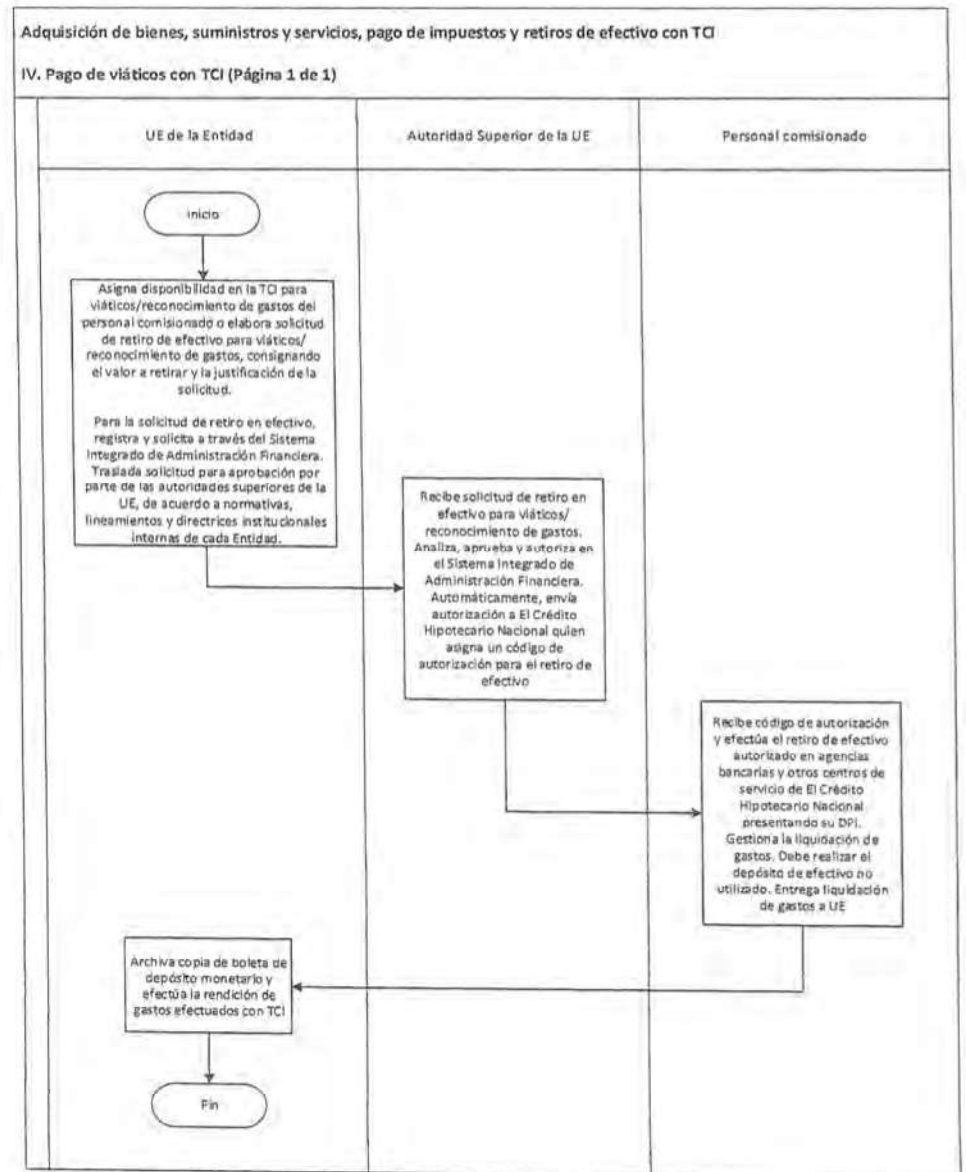 Adquisición de bienes, suministros y servicios, pago de impuestos y retiros de efectivo con TCI
IV. Pago de viáticos con TCI (Página 1 de 1)
UE de la Entidad
Autoridad Superior de la UE
Personal comisionado
Inicio
Asigna disponibilidad en la TCI para
viáticos/reconocimiento de gastos del
personal comisionado o elabora solicitud
de retiro de efectivo para viáticos/
reconocimiento de gastos, consignando
el valor a retirar y la justificación de la
solicitud.
Para la solicitud de retiro en efectivo,
registra y solicita a través del Sistema
Integrado de Administración Financiera.
Traslada solicitud para aprobación por
parte de las autoridades superiores de la
UE, de acuerdo a normativas,
lineamientos y directrices institucionales
internas de cada Entidad.
Recibe solicitud de retiro en
efectivo para viáticos/
reconocimiento de gastos.
Analiza, aprueba y autoriza en
el Sistema Integrado de
Administración Financiera.
Automáticamente, envía
autorización a El Crédito
Hipotecario Nacional quien
asigna un código de
autorización para el retiro de
efectivo
Recibe código de autorización
y efectúa el retiro de efectivo
autorizado en agencias
bancarias y otros centros de
servicio de El Crédito
Hipotecario Nacional
presentando su DPI.
Gestiona la liquidación de
gastos. Debe realizar el
depósito de efectivo no
utilizado. Entrega liquidación
de gastos a UE
Archiva copia de boleta de
depósito monetario y
efectúa la rendición de
gastos efectuados con TCI
Fin